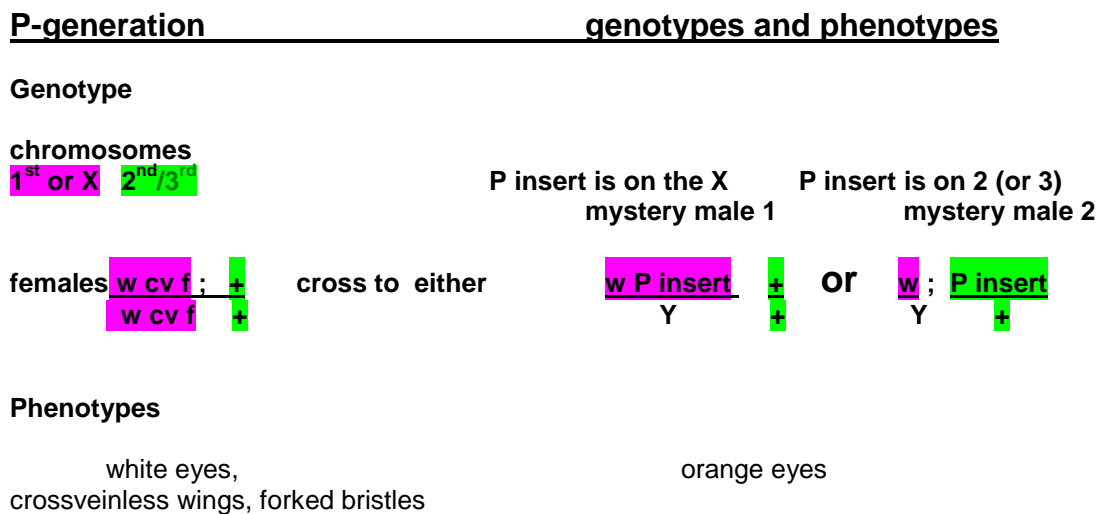 P-generation genotypes and phenotypes
Genotype
chromosomes
1st or X 2nd/3rd P insert is on the X P insert is on 2 (or 3)
mystery male 1 mystery male 2
females w cv f ; + cross to either w P insert + or w ; P insert
w cv f + Y + Y +
Phenotypes
white eyes, orange eyes
crossveinless wings, forked bristles